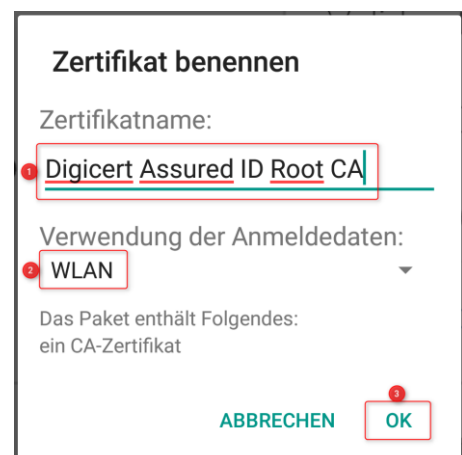 Zertifikat benennen
Zertifikatname:
1 Digicert Assured ID Root CA
Verwendung der Anmeldedaten:
2 WLAN
Das Paket enthält Folgendes:
ein CA-Zertifikat
3
ABBRECHEN OK